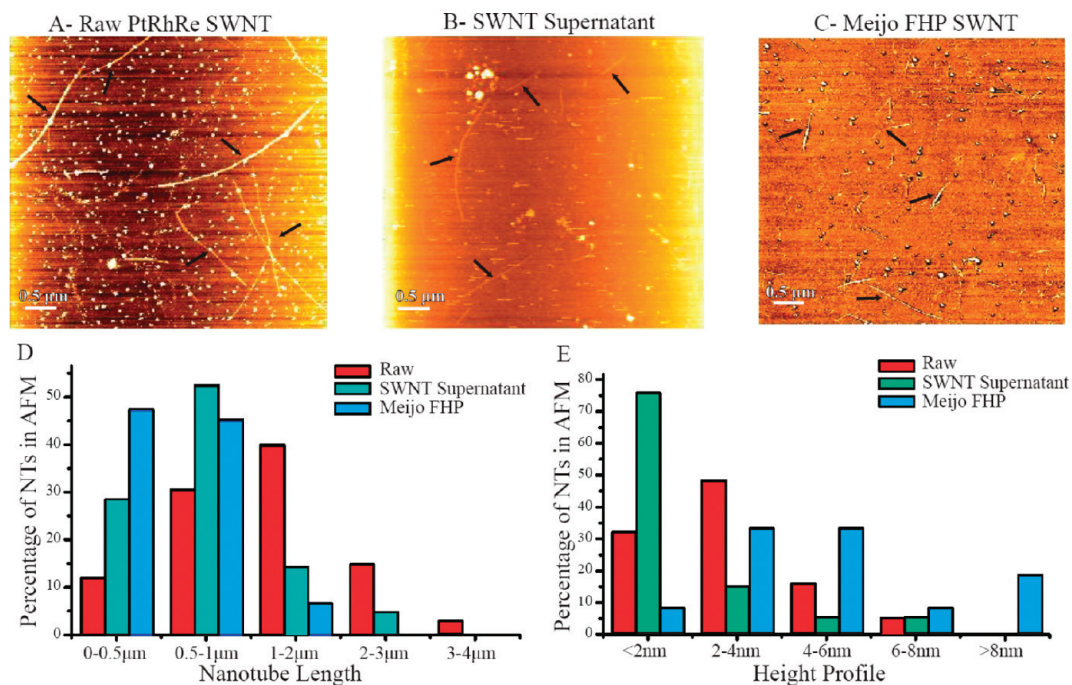 A- Raw PtRhRe SWNT
B- SWNT Supernatant
C- Meijo FHP SWNT
0.5 μm
0.5 μm
0.5 μm
D
Raw
SWNT Supernatant
Meijo FHP
Percentage of NTs in AFM
50
40
30
20
10
0
0-0.5μm
0.5-1μm
1-2μm
2-3μm
3-4μm
Nanotube Length
E
Raw
SWNT Supernatant
Meijo FHP
Percentage of NTs in AFM
80
70
60
50
40
30
20
10
0
<2nm
2-4nm
4-6nm
6-8nm
>8nm
Height Profile